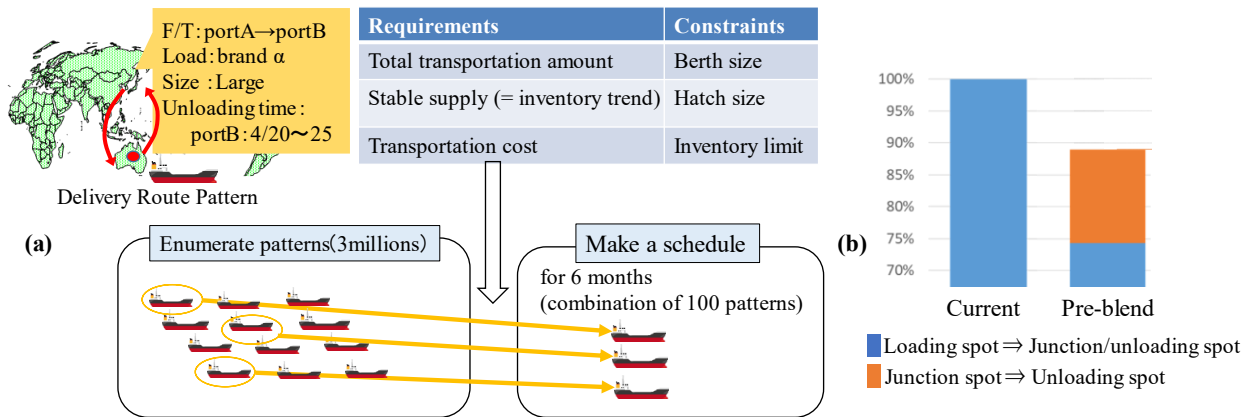 F/T：portA→portB
Load：brand α
Size ：Large
Unloading time：
portB：4/20～25
Delivery Route Pattern
Requirements Constraints
Total transportation amount Berth size
Stable supply (= inventory trend) Hatch size
Transportation cost Inventory limit
(a)
Enumerate patterns(3millions)
Make a schedule
for 6 months
(combination of 100 patterns)
(b)
100%
95%
90%
85%
80%
75%
70%
Current Pre-blend
Loading spot⇒ Junction/unloading spot
Junction spot⇒ Unloading spot